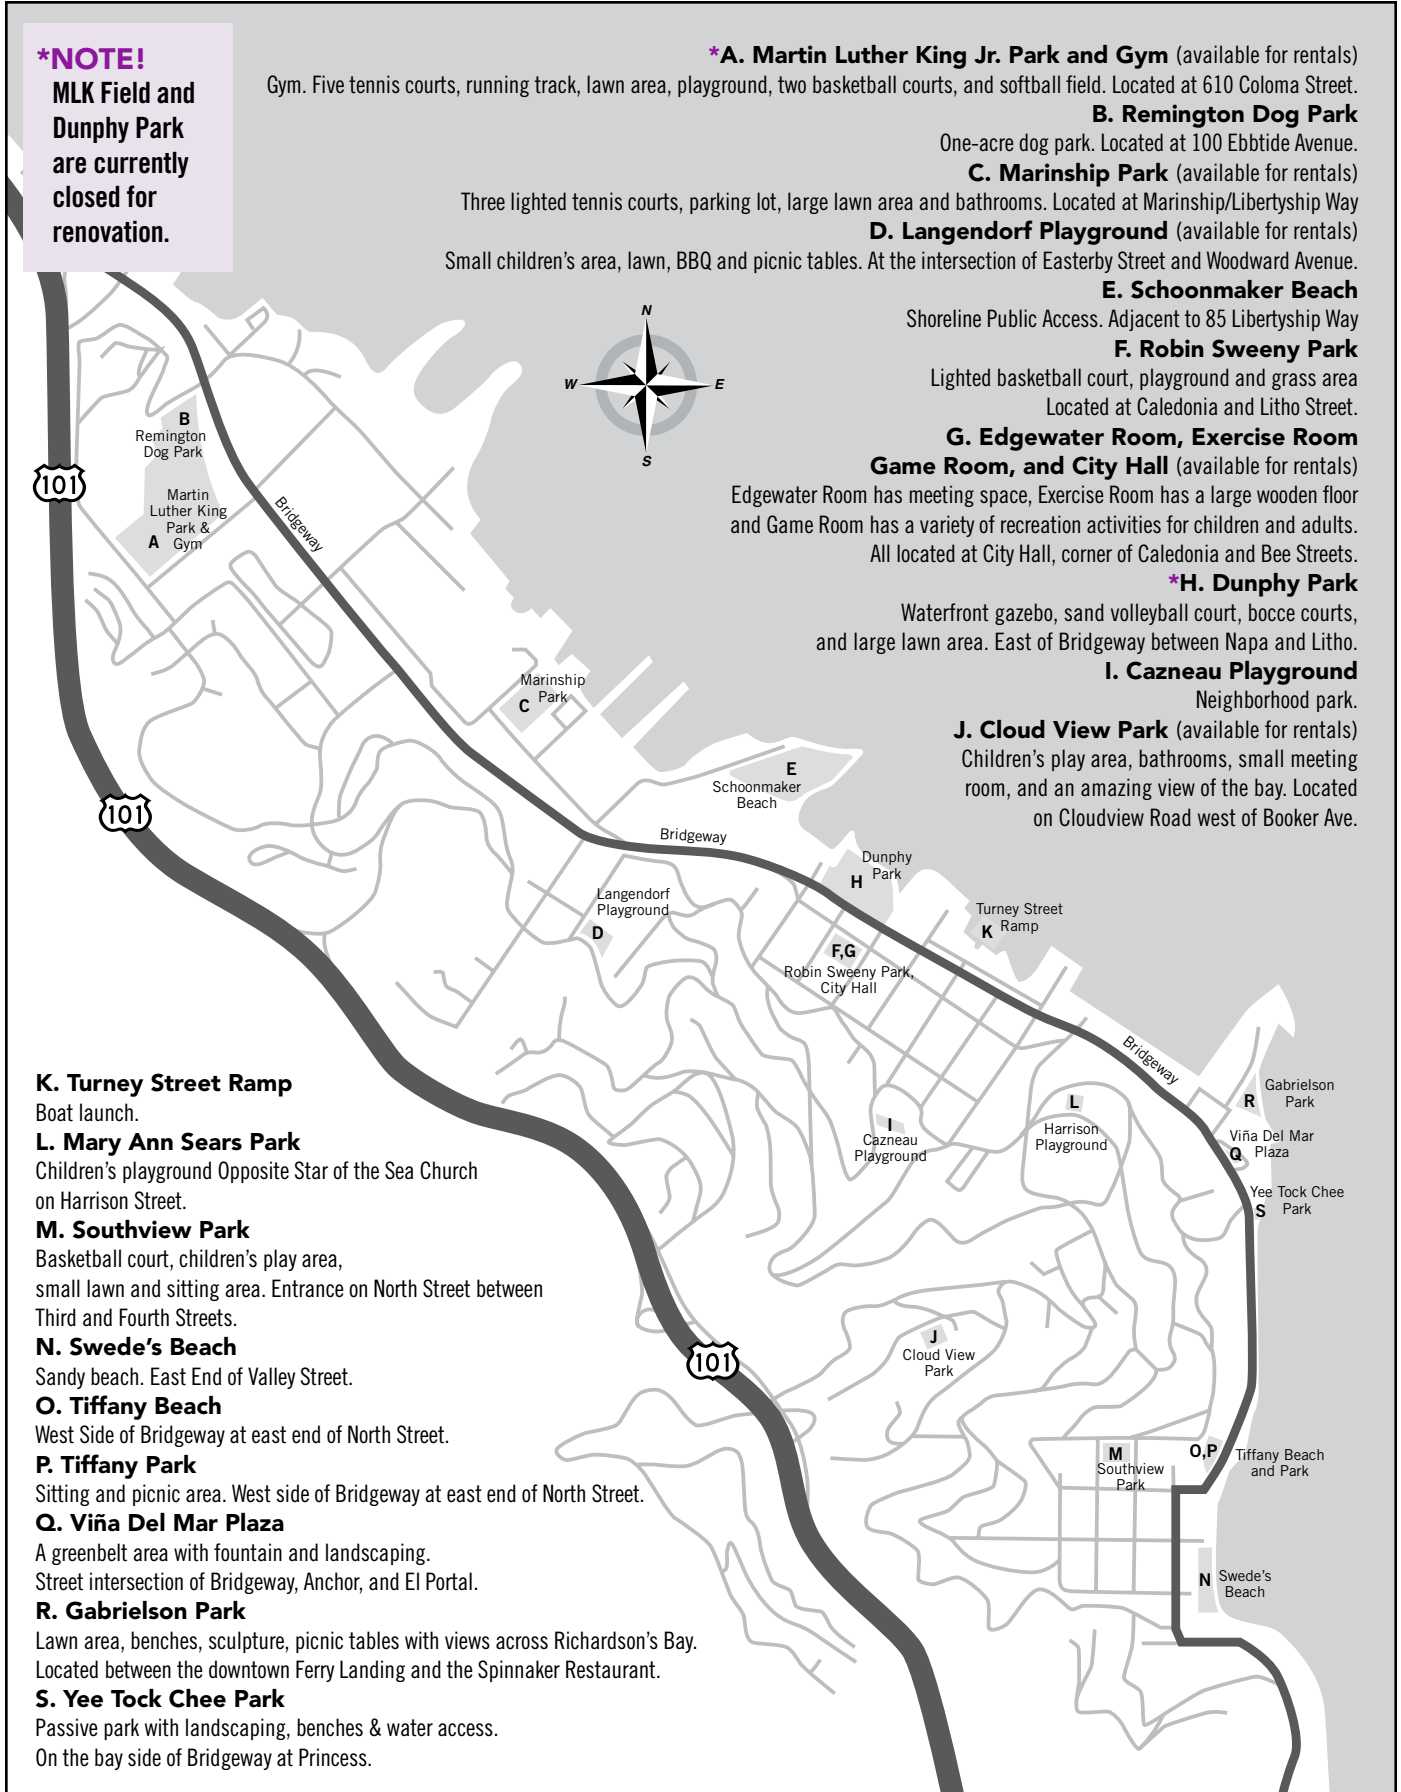 *NOTE!
MLK Field and
Dunphy Park
are currently
closed for
renovation.
*A. Martin Luther King Jr. Park and Gym (available for rentals)
Gym. Five tennis courts, running track, lawn area, playground, two basketball courts, and softball field. Located at 610 Coloma Street.
B. Remington Dog Park
One-acre dog park. Located at 100 Ebbtide Avenue.
C. Marinship Park (available for rentals)
Three lighted tennis courts, parking lot, large lawn area and bathrooms. Located at Marinship/Libertyship Way
D. Langendorf Playground (available for rentals)
Small children’s area, lawn, BBQ and picnic tables. At the intersection of Easterby Street and Woodward Avenue.
E. Schoonmaker Beach
Shoreline Public Access. Adjacent to 85 Libertyship Way
F. Robin Sweeny Park
Lighted basketball court, playground and grass area
Located at Caledonia and Litho Street.
G. Edgewater Room, Exercise Room
Game Room, and City Hall (available for rentals)
Edgewater Room has meeting space, Exercise Room has a large wooden floor
and Game Room has a variety of recreation activities for children and adults.
All located at City Hall, corner of Caledonia and Bee Streets.
*H. Dunphy Park
Waterfront gazebo, sand volleyball court, bocce courts,
and large lawn area. East of Bridgeway between Napa and Litho.
I. Cazneau Playground
Neighborhood park.
J. Cloud View Park (available for rentals)
Children’s play area, bathrooms, small meeting
room, and an amazing view of the bay. Located
on Cloudview Road west of Booker Ave.
N
W
E
S
B
Remington
Dog Park
101
Martin
Luther King
Park &
A Gym
Bridgeway
Marinship
Park
C
E
Schoonmaker
Beach
101
Bridgeway
Dunphy
Park
H
Langendorf
Playground
D
Turney Street
Ramp
K
F,G
Robin Sweeny Park,
City Hall
Bridgeway
Gabrielson
Park
R
L
Harrison
Playground
I
Cazneau
Playground
Viña Del Mar
Plaza
Q
Yee Tock Chee
Park
S
J
Cloud View
Park
101
M
Southview
Park
O,P
Tiffany Beach
and Park
N
Swede’s
Beach
K. Turney Street Ramp
Boat launch.
L. Mary Ann Sears Park
Children’s playground Opposite Star of the Sea Church
on Harrison Street.
M. Southview Park
Basketball court, children’s play area,
small lawn and sitting area. Entrance on North Street between
Third and Fourth Streets.
N. Swede’s Beach
Sandy beach. East End of Valley Street.
O. Tiffany Beach
West Side of Bridgeway at east end of North Street.
P. Tiffany Park
Sitting and picnic area. West side of Bridgeway at east end of North Street.
Q. Viña Del Mar Plaza
A greenbelt area with fountain and landscaping.
Street intersection of Bridgeway, Anchor, and El Portal.
R. Gabrielson Park
Lawn area, benches, sculpture, picnic tables with views across Richardson’s Bay.
Located between the downtown Ferry Landing and the Spinnaker Restaurant.
S. Yee Tock Chee Park
Passive park with landscaping, benches & water access.
On the bay side of Bridgeway at Princess.